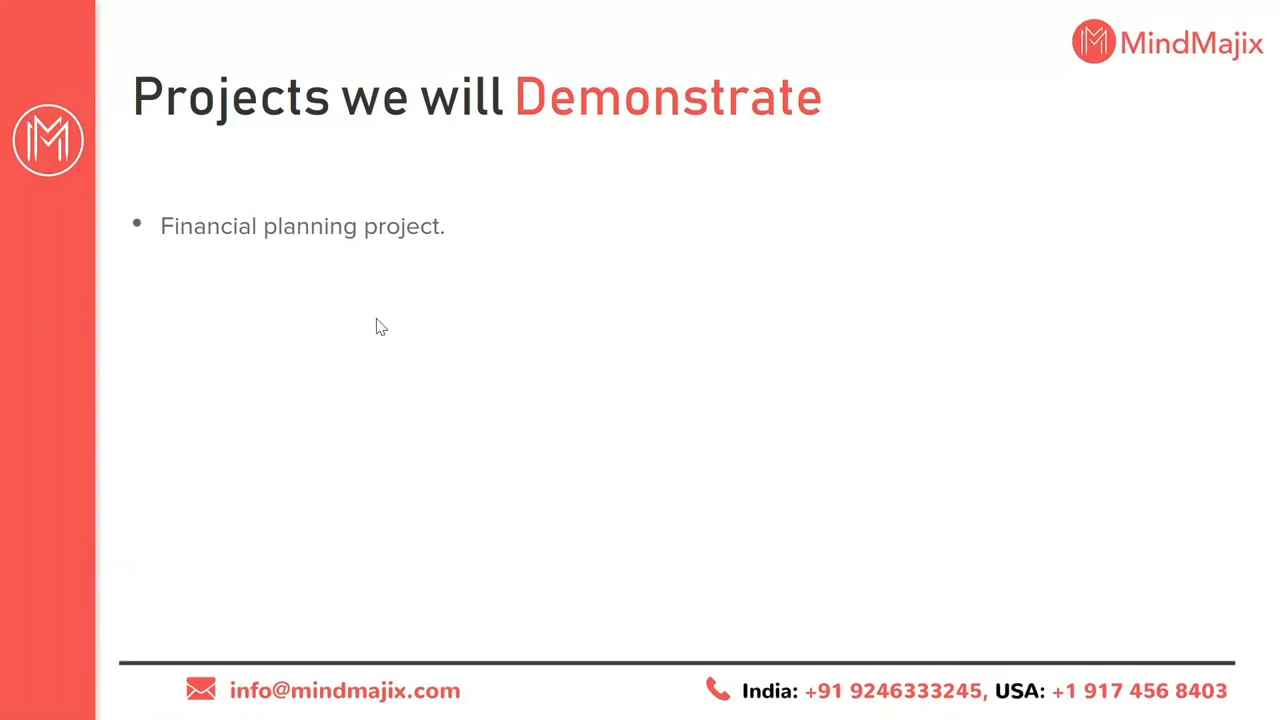 MindMajix
Projects we will Demonstrate
• Financial planning project.
info@mindmajix.com
India: +91 9246333245, USA: +1 917 456 8403